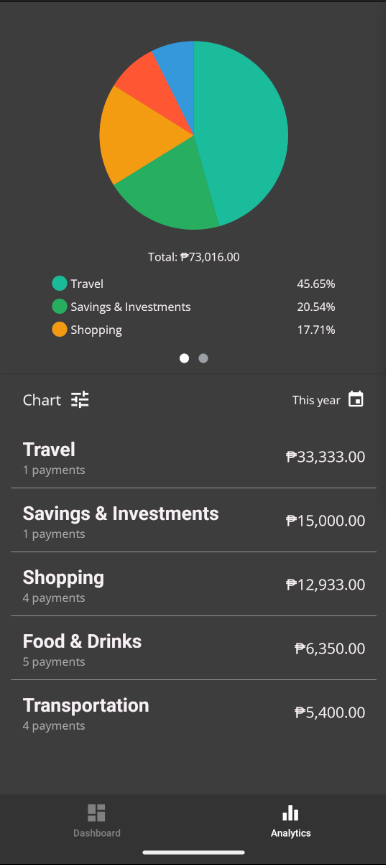 Total: ₱73,016.00
Travel 45.65%
Savings & Investments 20.54%
Shopping 17.71%
Chart This year
Travel ₱33,333.00
1 payments
Savings & Investments ₱15,000.00
1 payments
Shopping ₱12,933.00
4 payments
Food & Drinks ₱6,350.00
5 payments
Transportation ₱5,400.00
4 payments
Dashboard Analytics